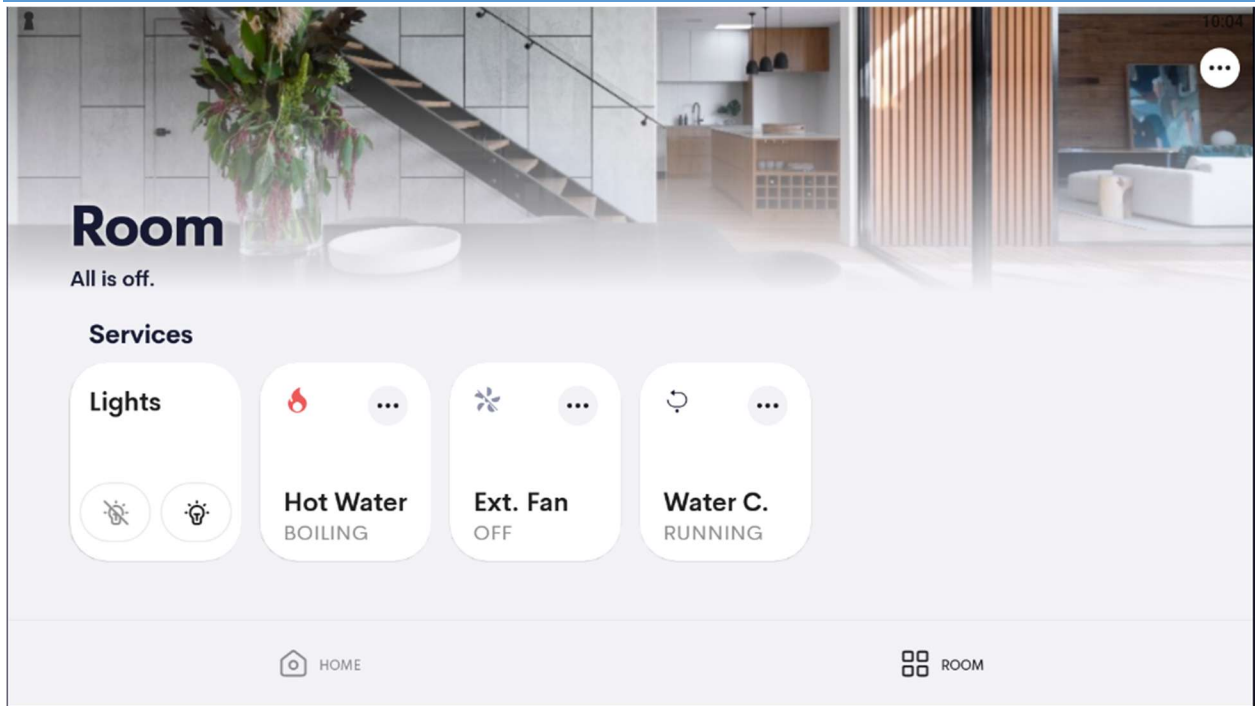 10:04
Room
All is off.
Services
Lights
Hot Water
BOILING
Ext. Fan
OFF
Water C.
RUNNING
HOME
ROOM